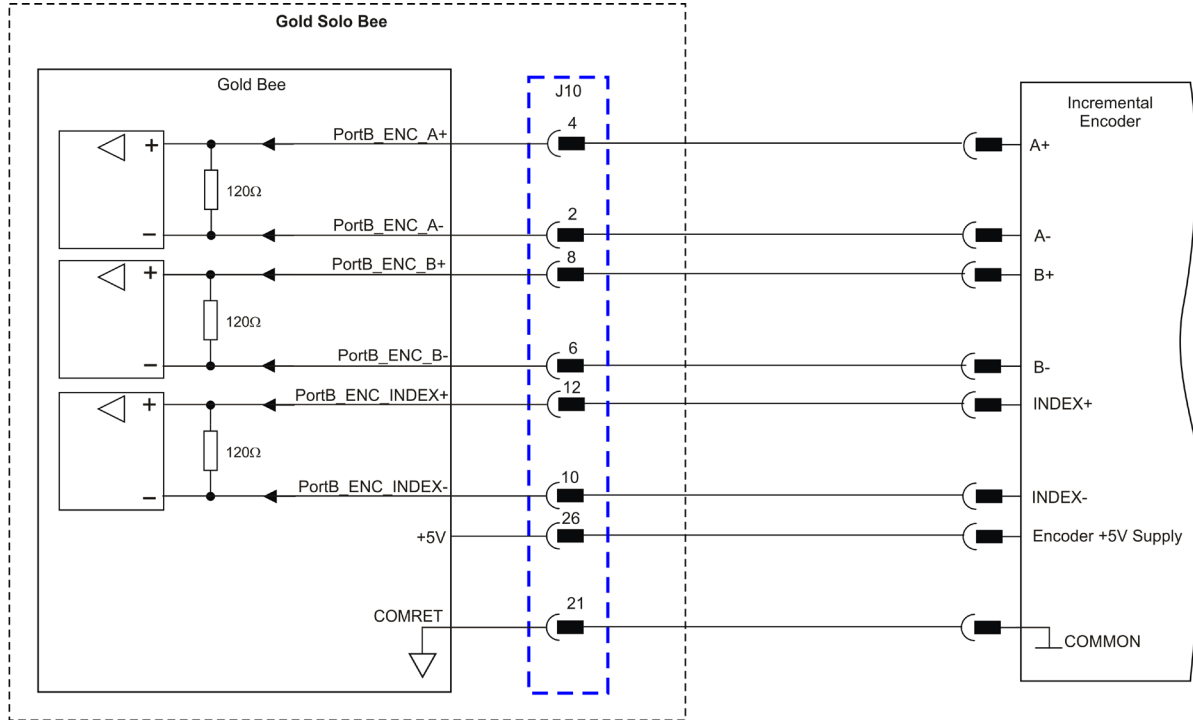 Gold Solo Bee
Gold Bee
J10
Incremental
Encoder
+
PortB_ENC_A+
4
A+
120Ω
−
PortB_ENC_A-
2
A-
+
PortB_ENC_B+
8
B+
120Ω
−
PortB_ENC_B-
6
B-
+
PortB_ENC_INDEX+
12
INDEX+
120Ω
−
PortB_ENC_INDEX-
10
INDEX-
+5V
26
Encoder +5V Supply
COMRET
21
COMMON